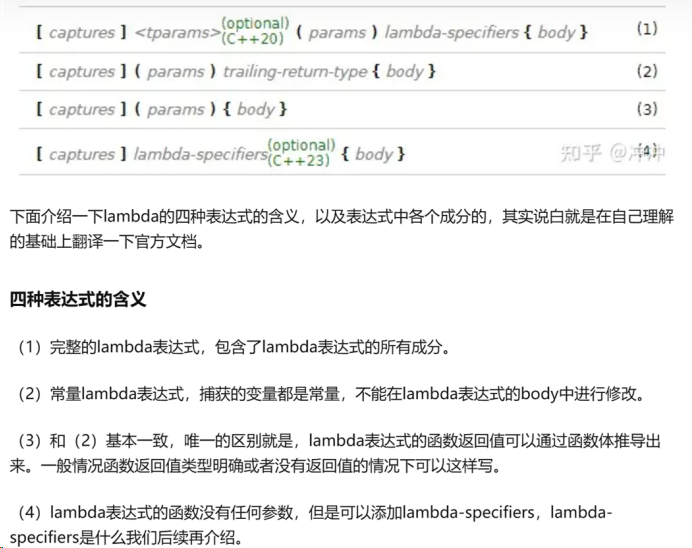 [ captures ] <tparams>(optional)(C++20) ( params ) lambda-specifiers { body } (1)
[ captures ] ( params ) trailing-return-type { body } (2)
[ captures ] ( params ) { body } (3)
[ captures ] lambda-specifiers(optional)(C++23) { body } (4)
知乎 @冲冲
下面介绍一下lambda的四种表达式的含义，以及表达式中各个成分的，其实说白就是在自己理解
的基础上翻译一下官方文档。
四种表达式的含义
（1）完整的lambda表达式，包含了lambda表达式的所有成分。
（2）常量lambda表达式，捕获的变量都是常量，不能在lambda表达式的body中进行修改。
（3）和（2）基本一致，唯一的区别就是，lambda表达式的函数返回值可以通过函数体推导出
来。一般情况函数返回值类型明确或者没有返回值的情况下可以这样写。
（4）lambda表达式的函数没有任何参数，但是可以添加lambda-specifiers，lambda-
specifiers是什么我们后续再介绍。